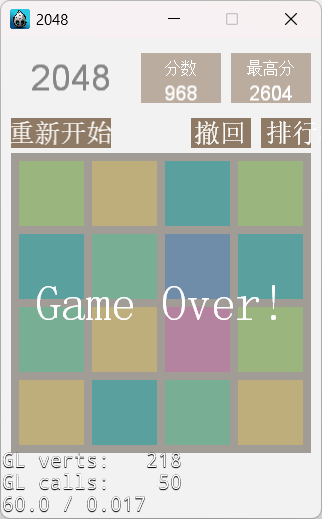 2048
2048
分数
最高分
968
2604
重新开始
撤回
排行
Game Over!
GL verts: 218
GL calls: 50
60.0 / 0.017